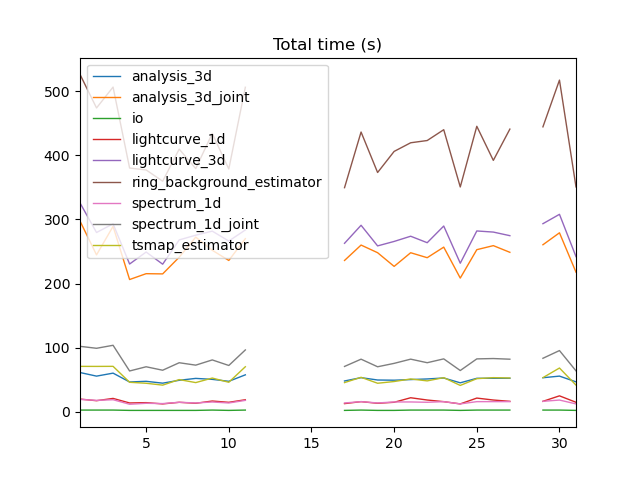 Total time (s)
500
400
300
200
100
0
analysis_3d
analysis_3d_joint
io
lightcurve_1d
lightcurve_3d
ring_background_estimator
spectrum_1d
spectrum_1d_joint
tsmap_estimator
5 10 15 20 25 30